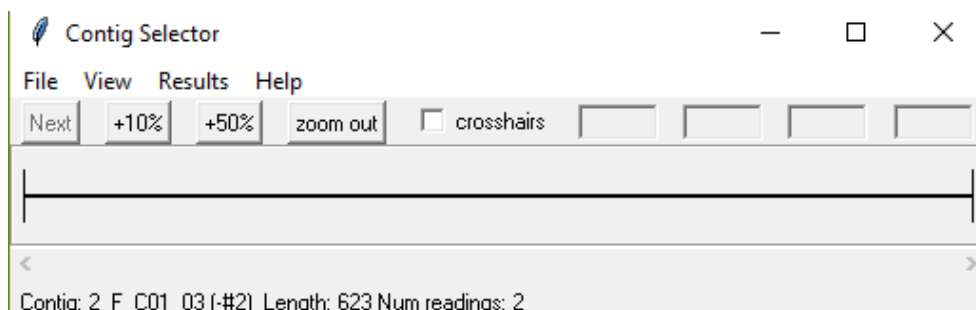 Contig Selector
File View Results Help
Next +10% +50% zoom out crosshairs
Contig: 2_F_C01_03 (-#2) Length: 623 Num readings: 2